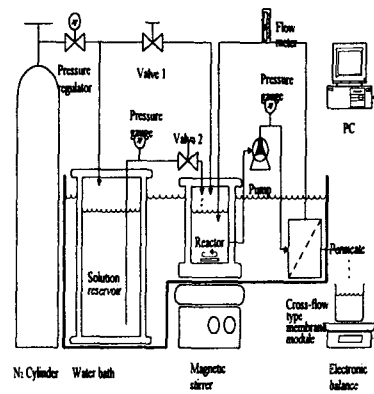 Flow
meter
Pressure
regulator
Valve 1
Pressure
gauge
PC
Pressure
gauge
Valve 2
Pump
Reactor
Permeate
Solution
reservoir
Cross-flow
type
membrane
module
N₂ Cylinder
Water bath
Magnetic
stirrer
Electronic
balance